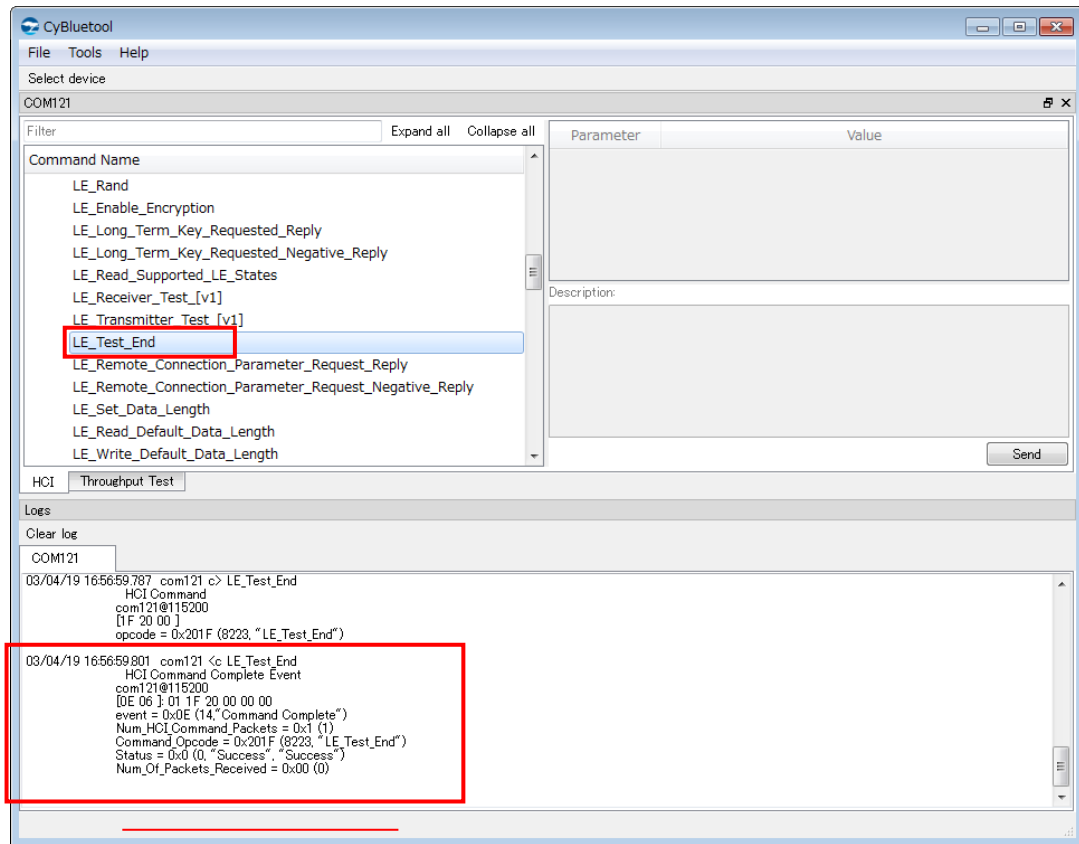 CyBluetool
File Tools Help
Select device
COM121
Filter Expand all Collapse all
Command Name
LE_Rand
LE_Enable_Encryption
LE_Long_Term_Key_Requested_Reply
LE_Long_Term_Key_Requested_Negative_Reply
LE_Read_Supported_LE_States
LE_Receiver_Test_[v1]
LE_Transmitter_Test_[v1]
LE_Test_End
LE_Remote_Connection_Parameter_Request_Reply
LE_Remote_Connection_Parameter_Request_Negative_Reply
LE_Set_Data_Length
LE_Read_Default_Data_Length
LE_Write_Default_Data_Length
Parameter Value
Description:
Send
HCI Throughput Test
Logs
Clear log
COM121
03/04/19 16:56:59.787 com121 c> LE_Test_End
HCI Command
com121@115200
[1F 20 00 ]
opcode = 0x201F (8223, "LE_Test_End")
03/04/19 16:56:59.801 com121 <c LE_Test_End
HCI Command Complete Event
com121@115200
[0E 06 ]: 01 1F 20 00 00 00
event = 0x0E (14,"Command Complete")
Num_HCI_Command_Packets = 0x1 (1)
Command_Opcode = 0x201F (8223, "LE_Test_End")
Status = 0x0 (0, "Success", "Success")
Num_Of_Packets_Received = 0x00 (0)